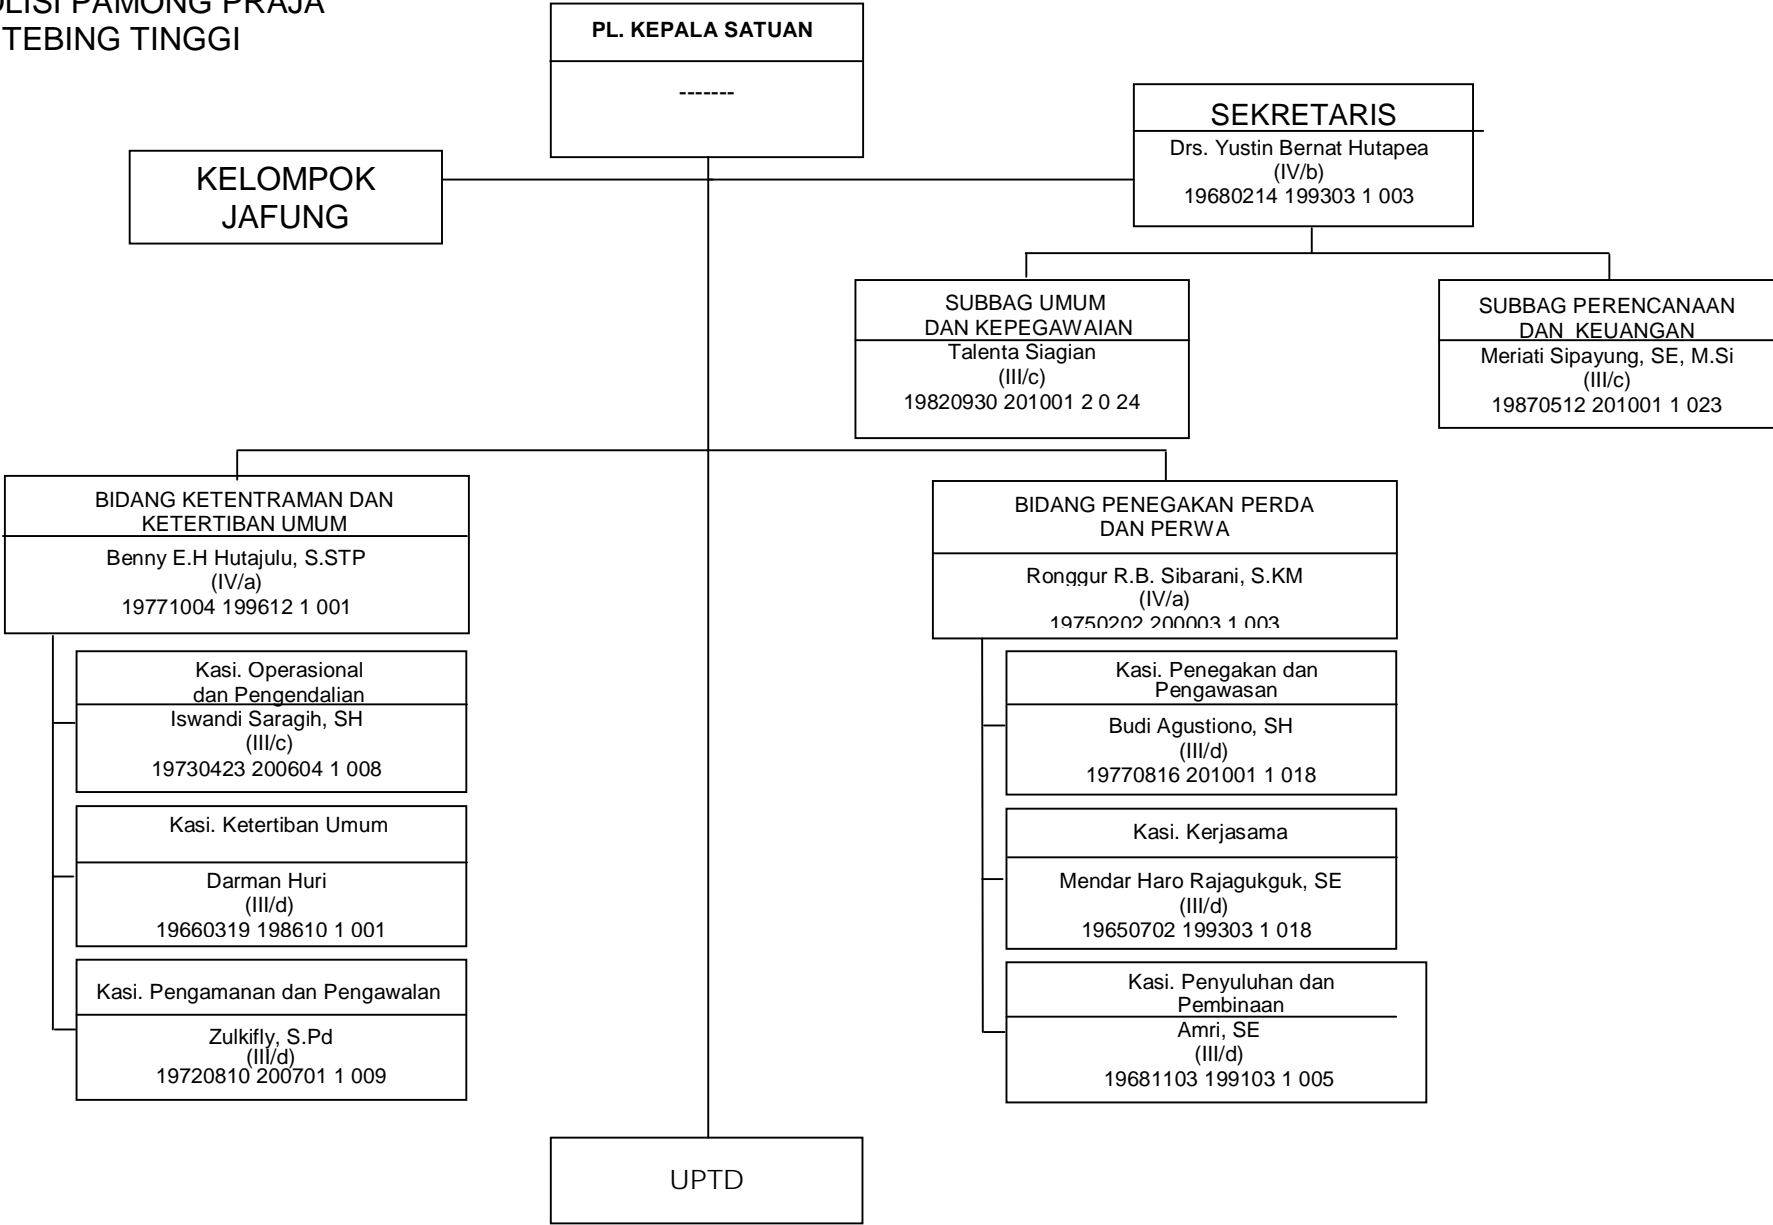 POLISI PAMONG PRAJA
TEBING TINGGI
PL. KEPALA SATUAN
-------
SEKRETARIS
Drs. Yustin Bernat Hutapea
(IV/b)
19680214 199303 1 003
KELOMPOK
JAFUNG
SUBBAG UMUM
DAN KEPEGAWAIAN
Talenta Siagian
(III/c)
19820930 201001 2 0 24
SUBBAG PERENCANAAN
DAN KEUANGAN
Meriati Sipayung, SE, M.Si
(III/c)
19870512 201001 1 023
BIDANG KETENTRAMAN DAN
KETERTIBAN UMUM
Benny E.H Hutajulu, S.STP
(IV/a)
19771004 199612 1 001
Kasi. Operasional
dan Pengendalian
Iswandi Saragih, SH
(III/c)
19730423 200604 1 008
Kasi. Ketertiban Umum
Darman Huri
(III/d)
19660319 198610 1 001
Kasi. Pengamanan dan Pengawalan
Zulkifly, S.Pd
(III/d)
19720810 200701 1 009
BIDANG PENEGAKAN PERDA
DAN PERWA
Ronggur R.B. Sibarani, S.KM
(IV/a)
19750202 200003 1 003
Kasi. Penegakan dan
Pengawasan
Budi Agustiono, SH
(III/d)
19770816 201001 1 018
Kasi. Kerjasama
Mendar Haro Rajagukguk, SE
(III/d)
19650702 199303 1 018
Kasi. Penyuluhan dan
Pembinaan
Amri, SE
(III/d)
19681103 199103 1 005
UPTD